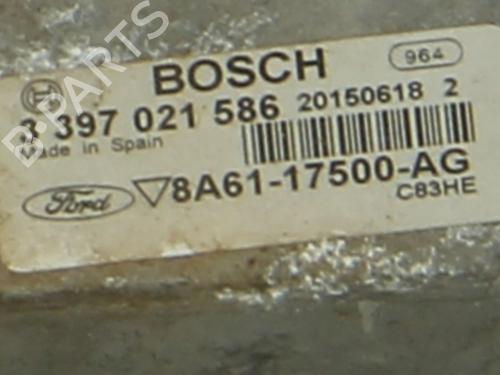 BOSCH 964
3 397 021 586 20150618 2
Made in Spain
Ford 8A61-17500-AG
C83HE
B-PARTS